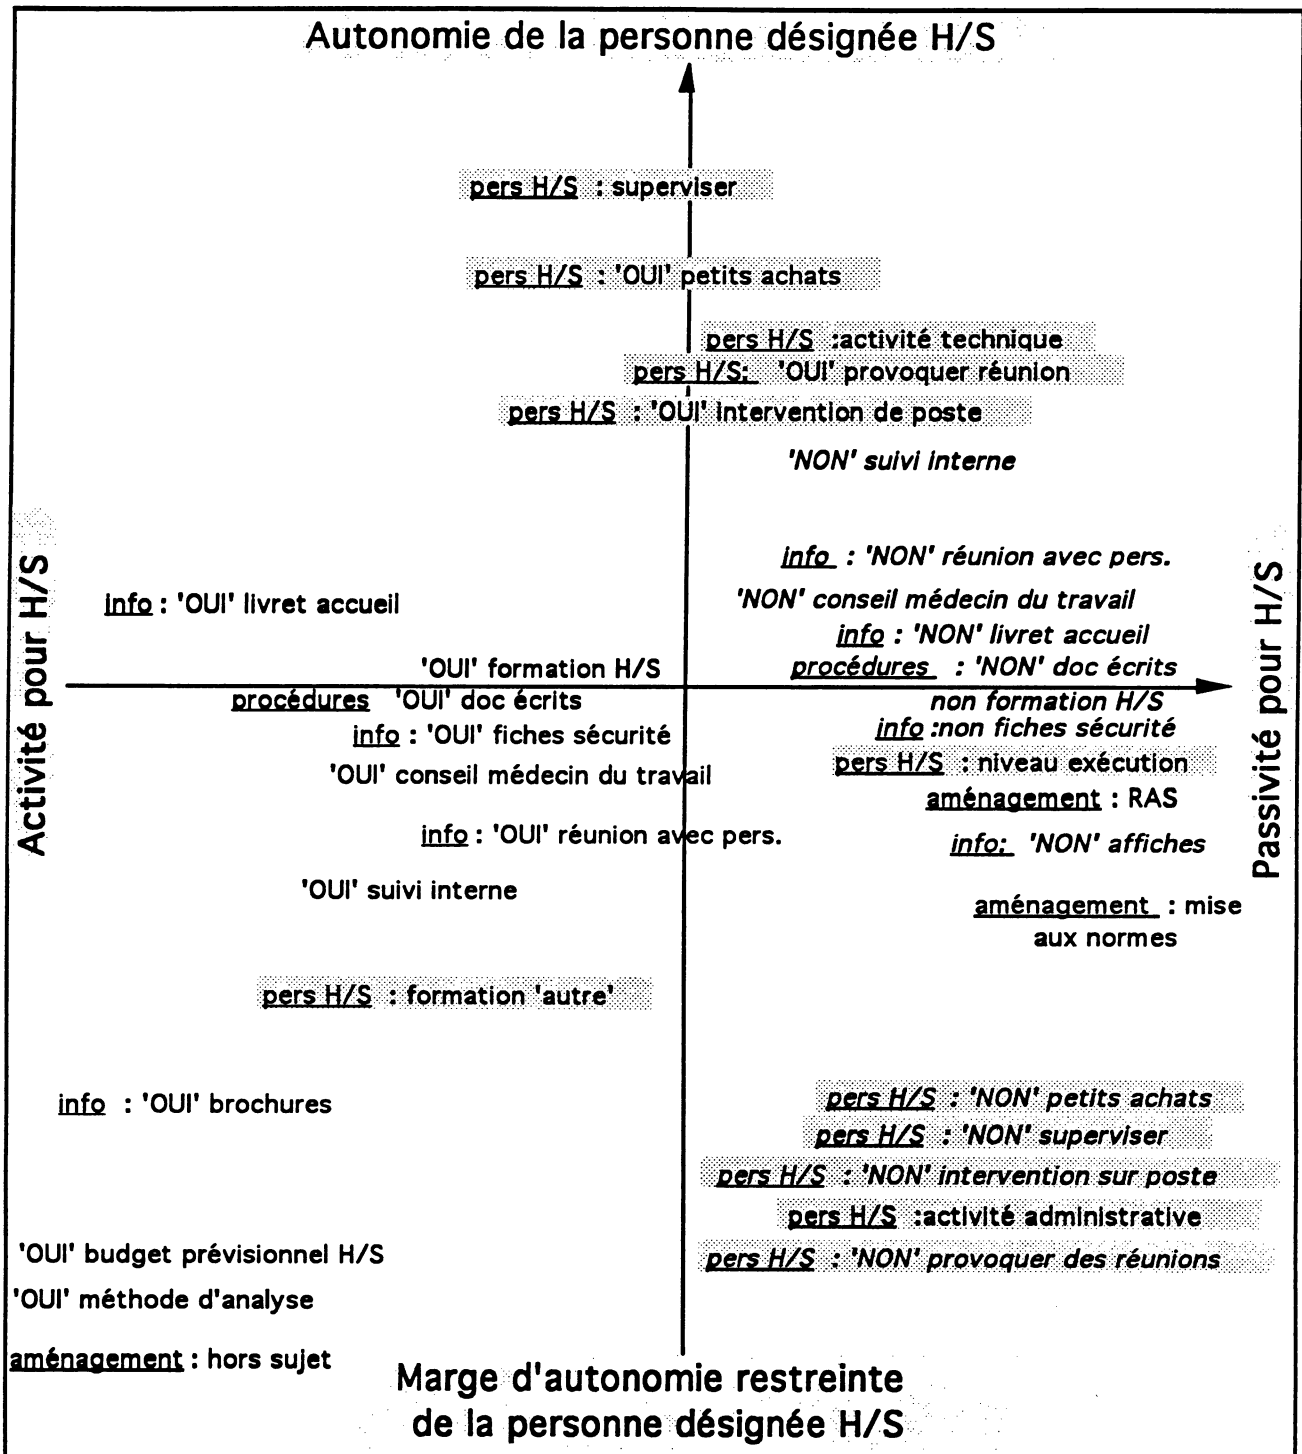 Autonomie de la personne désignée H/S
pers H/S : superviser
pers H/S : 'OUI' petits achats
pers H/S :activité technique
pers H/S: 'OUI' provoquer réunion
pers H/S : 'OUI' intervention de poste
'NON' suivi interne
Activité pour H/S
Passivité pour H/S
info : 'NON' réunion avec pers.
info : 'OUI' livret accueil
'NON' conseil médecin du travail
info : 'NON' livret accueil
'OUI' formation H/S
procédures : 'NON' doc écrits
procédures 'OUI' doc écrits
non formation H/S
info : 'OUI' fiches sécurité
info :non fiches sécurité
'OUI' conseil médecin du travail
pers H/S : niveau exécution
aménagement : RAS
info : 'OUI' réunion avec pers.
info: 'NON' affiches
'OUI' suivi interne
aménagement : mise
aux normes
pers H/S : formation 'autre'
info : 'OUI' brochures
pers H/S : 'NON' petits achats
pers H/S : 'NON' superviser
pers H/S : 'NON' intervention sur poste
pers H/S :activité administrative
'OUI' budget prévisionnel H/S
pers H/S : 'NON' provoquer des réunions
'OUI' méthode d'analyse
aménagement : hors sujet
Marge d'autonomie restreinte
de la personne désignée H/S